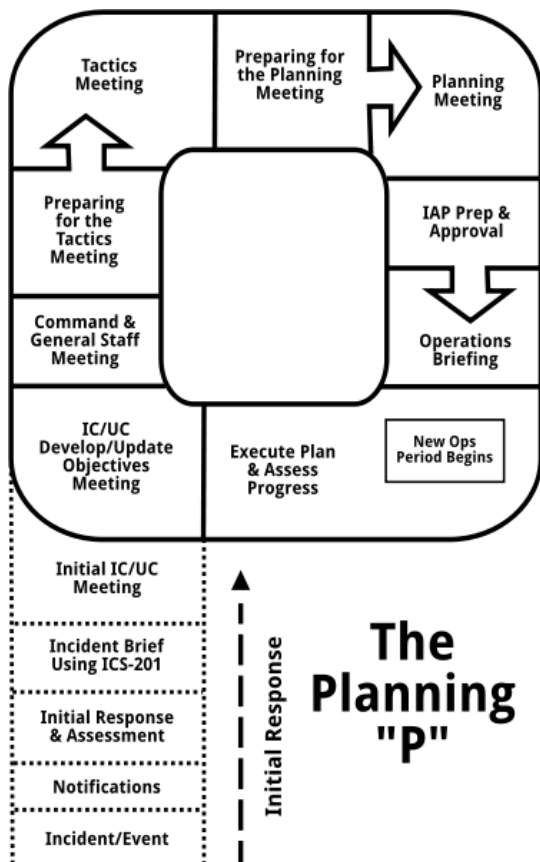 Tactics
Meeting
Preparing for
the Planning
Meeting
Planning
Meeting
Preparing
for the
Tactics
Meeting
IAP Prep &
Approval
Command &
General Staff
Meeting
Operations
Briefing
IC/UC
Develop/Update
Objectives
Meeting
Execute Plan
& Assess
Progress
New Ops
Period Begins
Initial IC/UC
Meeting
Incident Brief
Using ICS-201
Initial Response
& Assessment
Notifications
Incident/Event
Initial Response
The
Planning
"P"